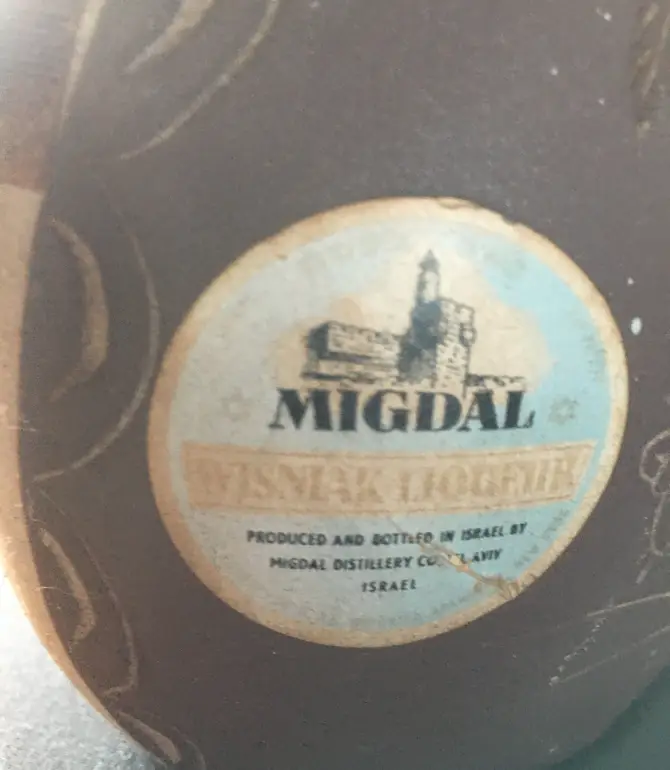 MIGDAL
WISNIAK LIQUEUR
PRODUCED AND BOTTLED IN ISRAEL BY
MIGDAL DISTILLERY CO. TEL AVIV
ISRAEL